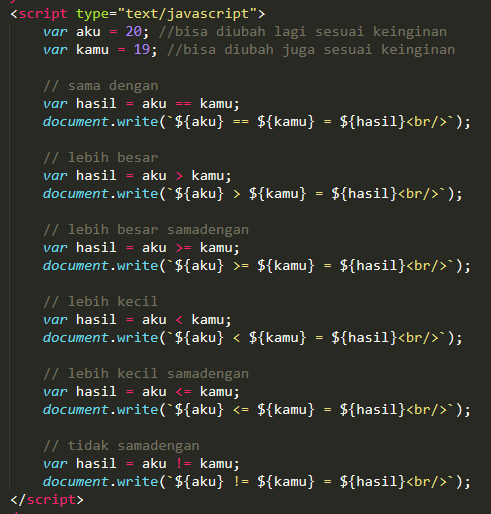 <script type="text/javascript">
var aku = 20; //bisa diubah lagi sesuai keinginan
var kamu = 19; //bisa diubah juga sesuai keinginan
// sama dengan
var hasil = aku == kamu;
document.write(`${aku} == ${kamu} = ${hasil}<br/>`);
// lebih besar
var hasil = aku > kamu;
document.write(`${aku} > ${kamu} = ${hasil}<br/>`);
// lebih besar samadengan
var hasil = aku >= kamu;
document.write(`${aku} >= ${kamu} = ${hasil}<br/>`);
// lebih kecil
var hasil = aku < kamu;
document.write(`${aku} < ${kamu} = ${hasil}<br/>`);
// lebih kecil samadengan
var hasil = aku <= kamu;
document.write(`${aku} <= ${kamu} = ${hasil}<br/>`);
// tidak samadengan
var hasil = aku != kamu;
document.write(`${aku} != ${kamu} = ${hasil}<br/>`);
</script>